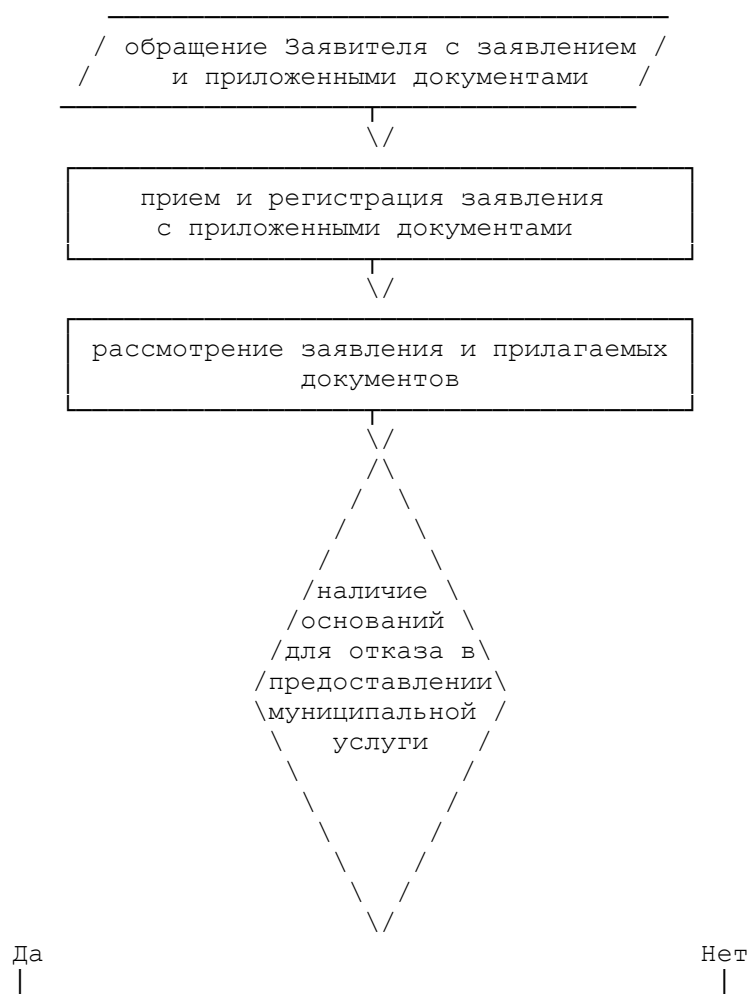 обращение Заявителя с заявлением
и приложенными документами
прием и регистрация заявления
с приложенными документами
рассмотрение заявления и прилагаемых
документов
наличие
оснований
для отказа в
предоставлении
муниципальной
услуги
Да Нет